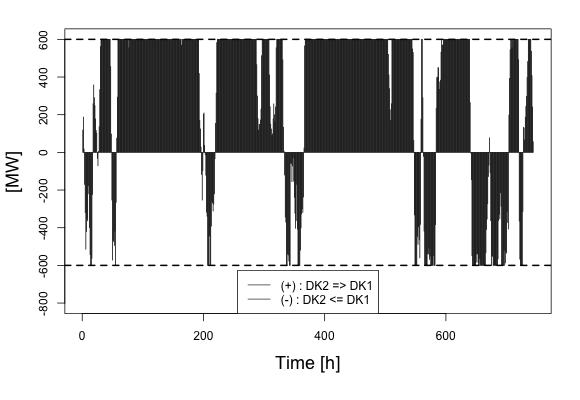 600
400
200
0
-200
-400
-600
-800
[MW]
(+) : DK2 => DK1
(-) : DK2 <= DK1
0 200 400 600
Time [h]